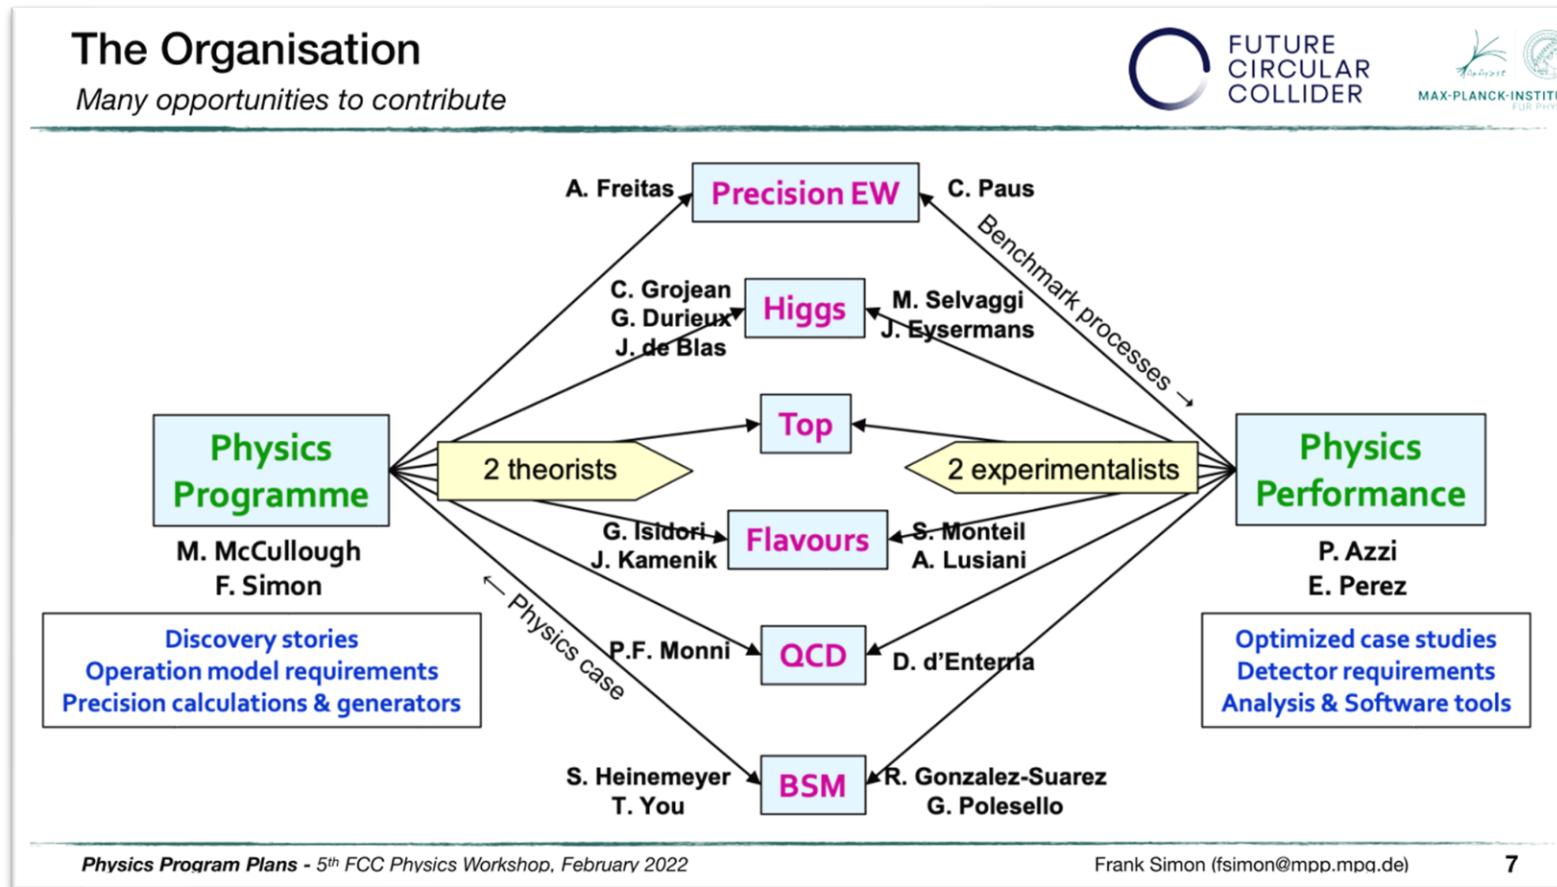 The Organisation
Many opportunities to contribute
FUTURE
CIRCULAR
COLLIDER
MAX-PLANCK-INSTITU
FÜR PHY
A. Freitas
Precision EW
C. Paus
Benchmark processes →
C. Grojean
G. Durieux
J. de Blas
Higgs
M. Selvaggi
J. Eysermans
Top
Physics
Programme
2 theorists
2 experimentalists
Physics
Performance
M. McCullough
F. Simon
G. Isidori
J. Kamenik
Flavours
S. Monteil
A. Lusiani
P. Azzi
E. Perez
Discovery stories
Operation model requirements
Precision calculations & generators
← Physics case
P.F. Monni
QCD
D. d'Enterria
Optimized case studies
Detector requirements
Analysis & Software tools
S. Heinemeyer
T. You
BSM
R. Gonzalez-Suarez
G. Polesello
Physics Program Plans - 5th FCC Physics Workshop, February 2022
Frank Simon (fsimon@mpp.mpg.de)
7